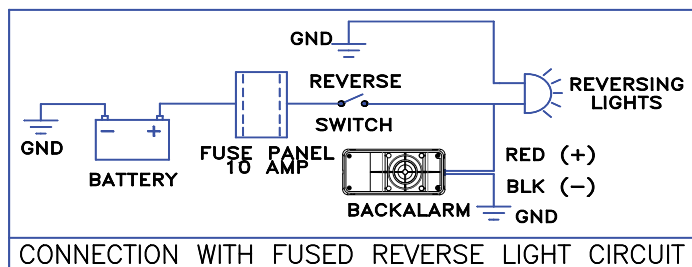 GND
REVERSE
SWITCH
REVERSING
LIGHTS
GND
BATTERY
FUSE PANEL
10 AMP
BACKALARM
RED (+)
BLK (−)
GND
− +
CONNECTION WITH FUSED REVERSE LIGHT CIRCUIT